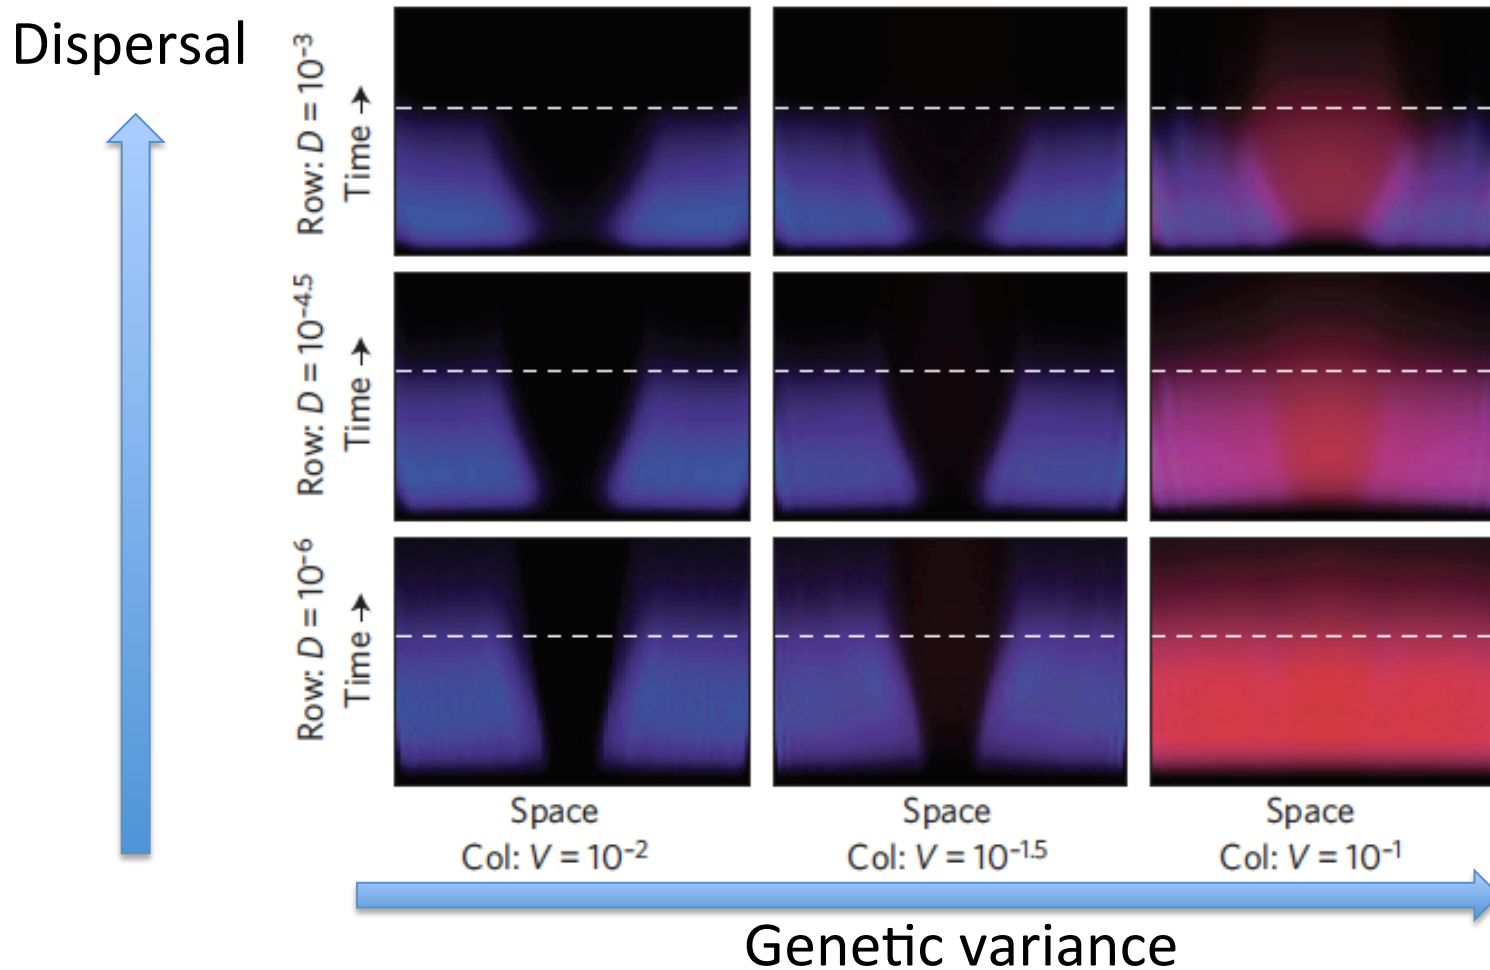 Dispersal
Row: D = 10⁻³
Time →
Row: D = 10⁻⁴·⁵
Time →
Row: D = 10⁻⁶
Time →
Space
Space
Space
Col: V = 10⁻²
Col: V = 10⁻¹·⁵
Col: V = 10⁻¹
Genetic variance